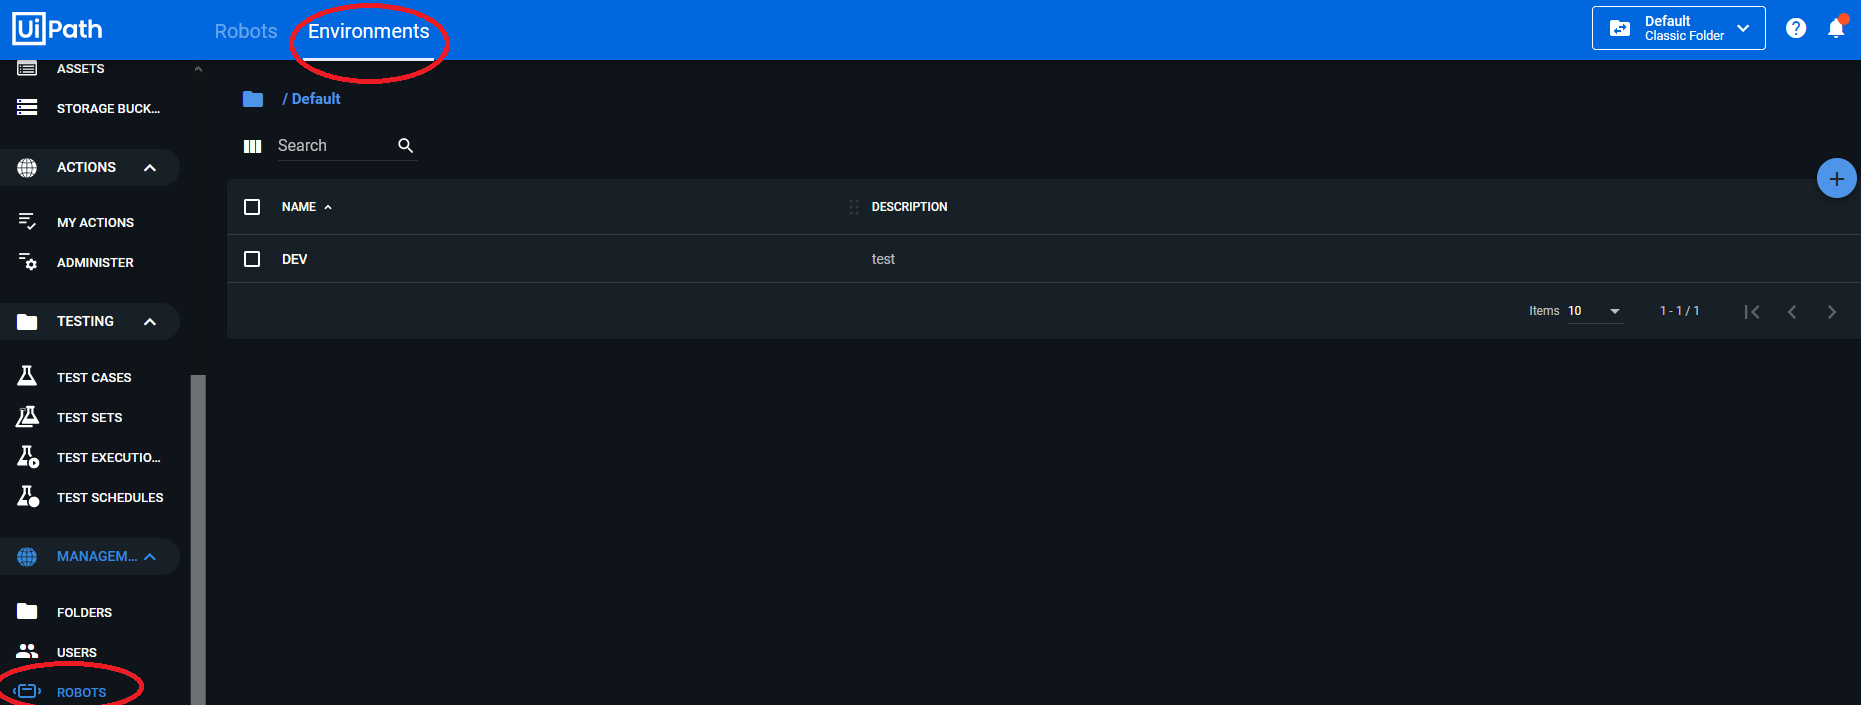 UiPath
Robots
Environments
Default
Classic Folder
ASSETS
STORAGE BUCK...
ACTIONS
MY ACTIONS
ADMINISTER
TESTING
TEST CASES
TEST SETS
TEST EXECUTIO...
TEST SCHEDULES
MANAGEM...
FOLDERS
USERS
ROBOTS
/ Default
Search
NAME
DESCRIPTION
DEV
test
Items 10
1 - 1 / 1